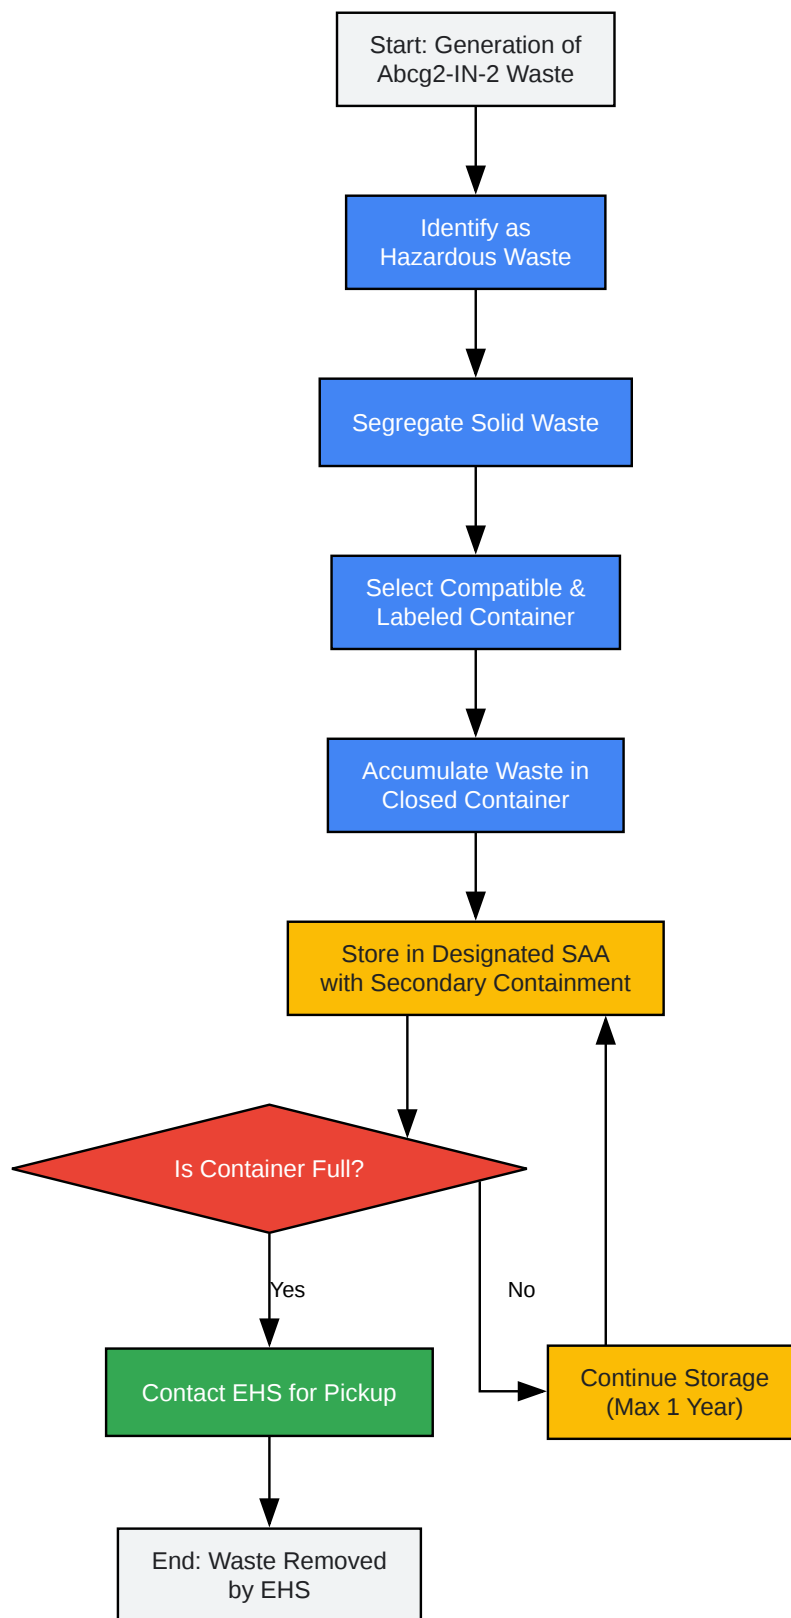 Start: Generation of
Abcg2-IN-2 Waste
Identify as
Hazardous Waste
Segregate Solid Waste
Select Compatible &
Labeled Container
Accumulate Waste in
Closed Container
Store in Designated SAA
with Secondary Containment
Is Container Full?
Yes
No
Contact EHS for Pickup
Continue Storage
(Max 1 Year)
End: Waste Removed
by EHS